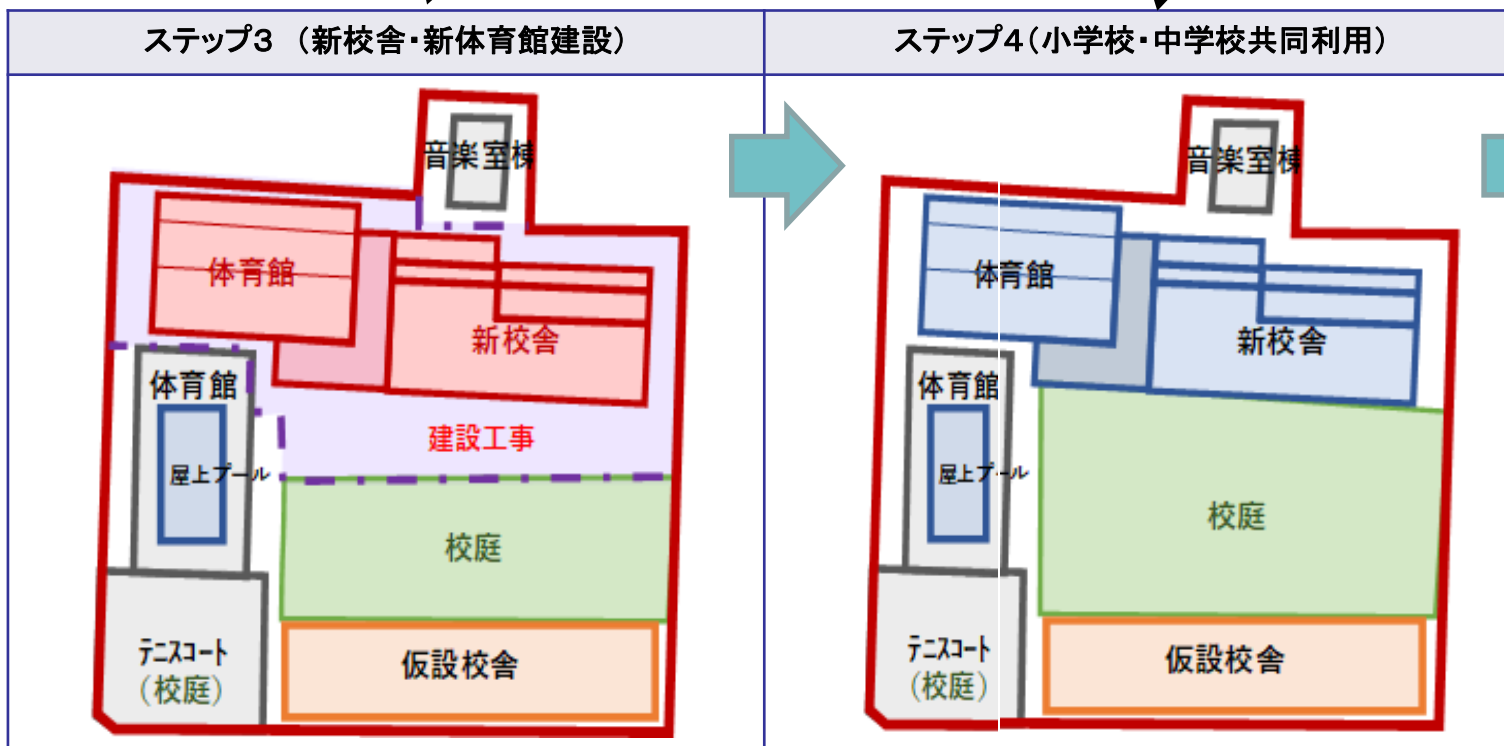 ステップ3 (新校舎・新体育館建設)
音楽室棟
体育館
新校舎
体育館
建設工事
屋上プール
校庭
テニスコート
(校庭)
仮設校舎
ステップ4(小学校・中学校共同利用)
音楽室棟
体育館
新校舎
体育館
屋上プール
校庭
テニスコート
(校庭)
仮設校舎